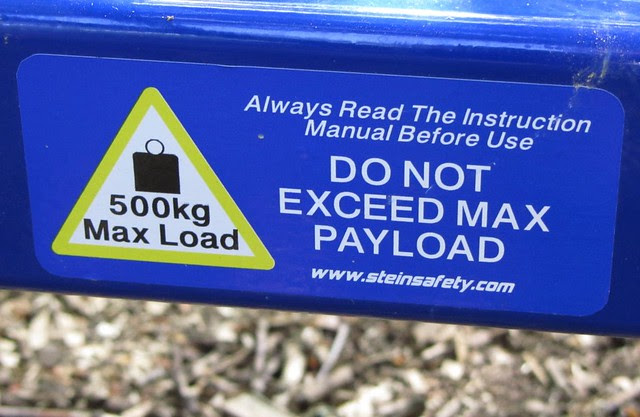 500kg
Max Load
Always Read The Instruction
Manual Before Use
DO NOT
EXCEED MAX
PAYLOAD
www.steinsafety.com